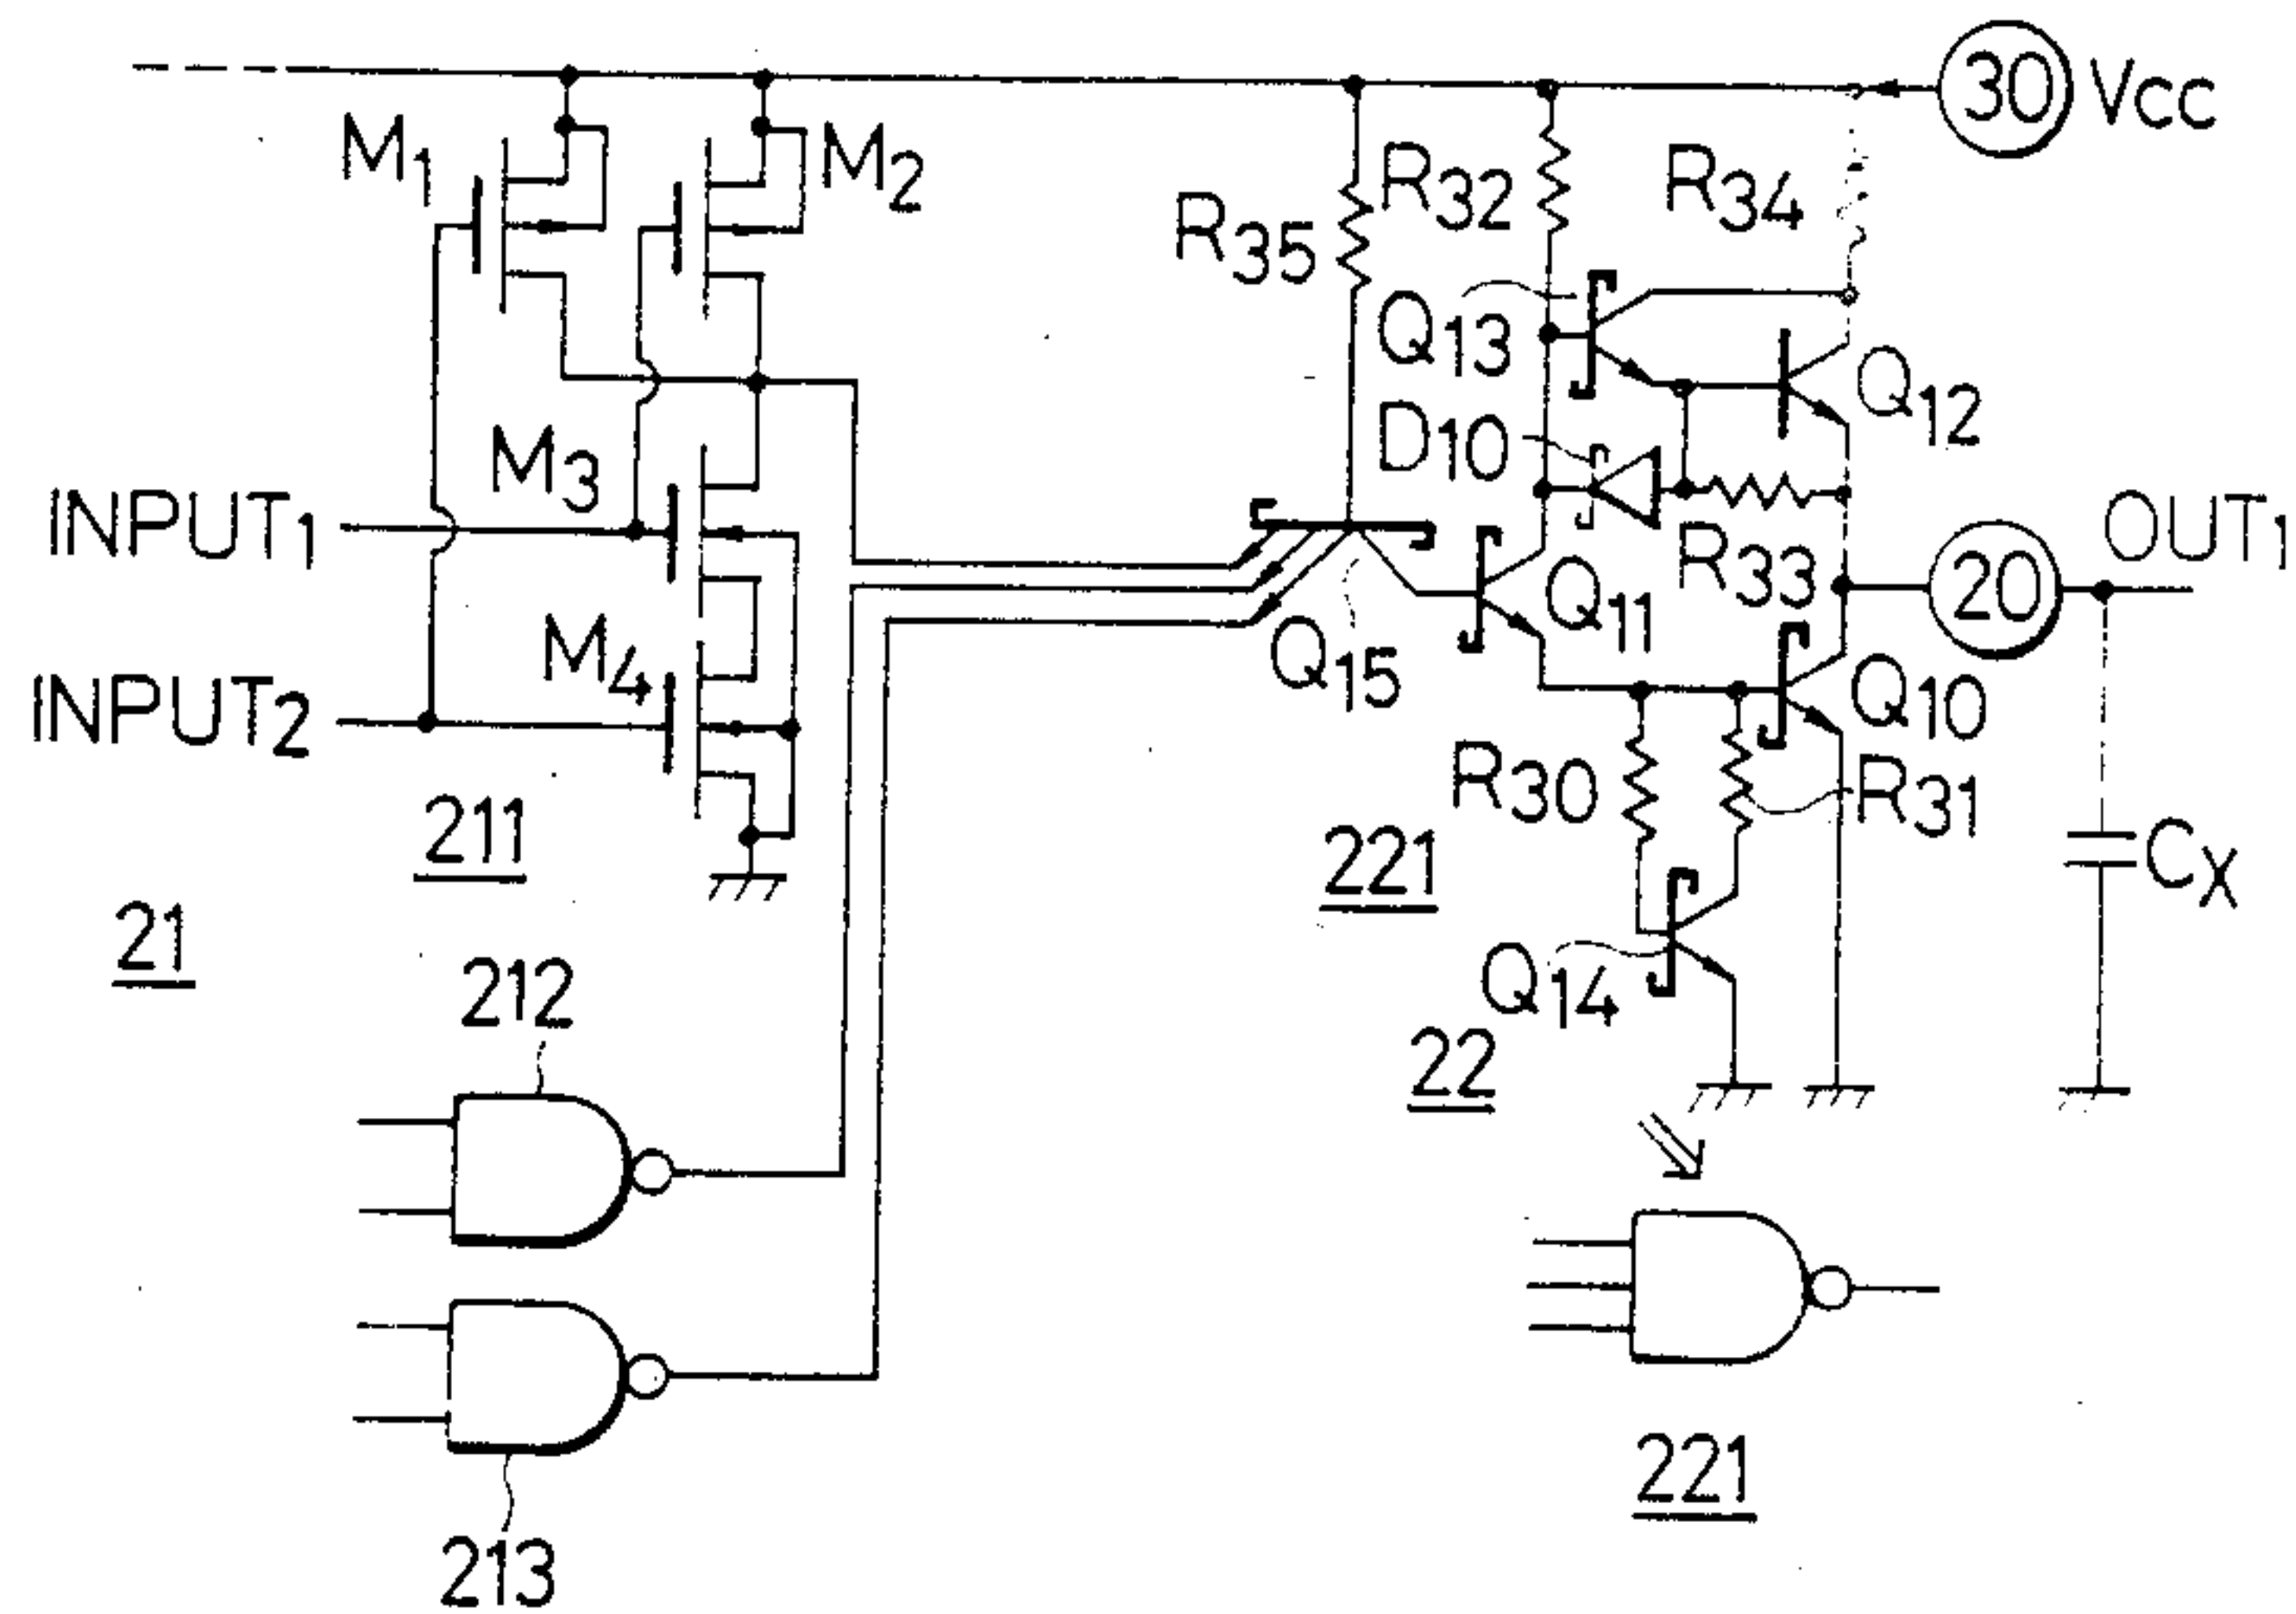 30 VCC
M1
M2
R35
R32
R34
Q13
Q12
D10
M3
INPUT1
R33
20
OUT1
Q11
M4
Q15
INPUT2
Q10
R30
R31
211
221
CX
21
212
Q14
22
221
213